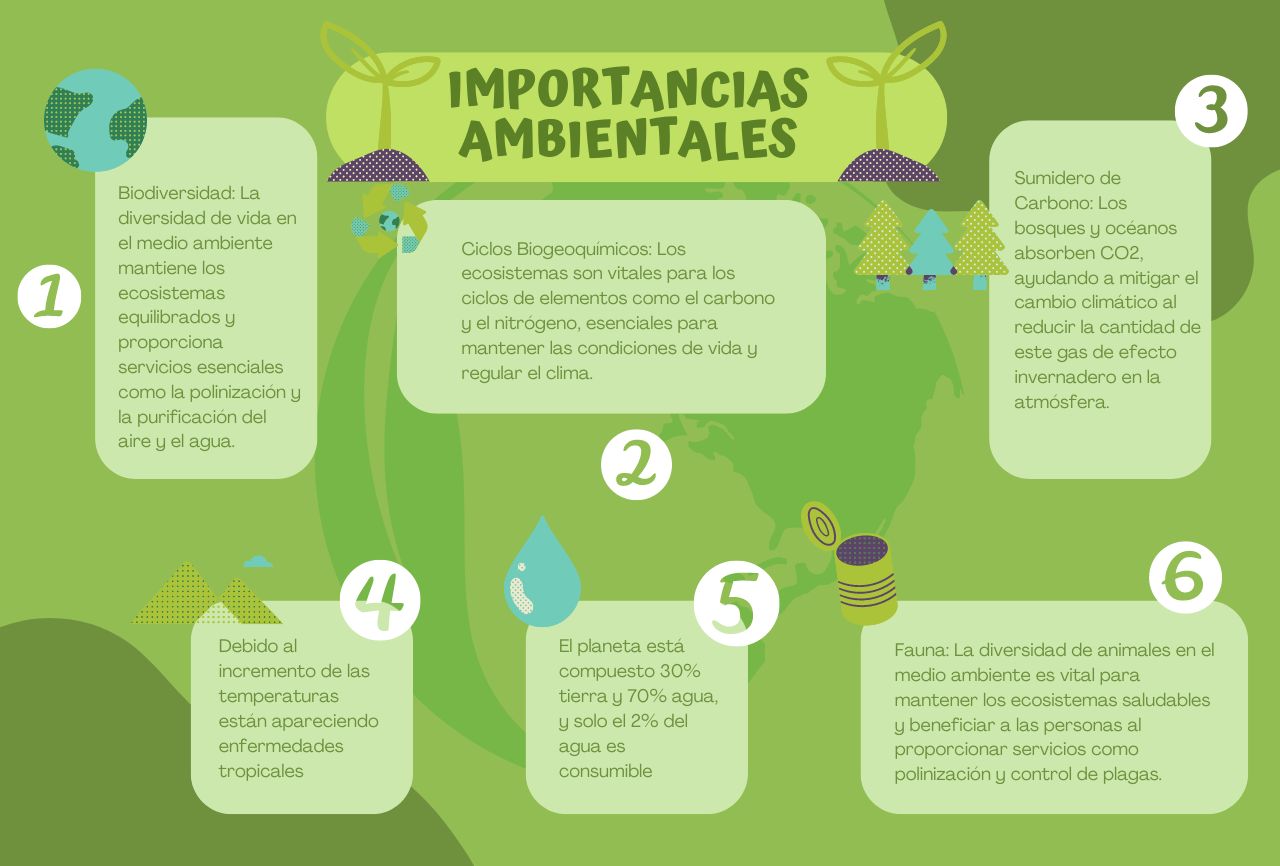 IMPORTANCIAS
AMBIENTALES
1
Biodiversidad: La
diversidad de vida en
el medio ambiente
mantiene los
ecosistemas
equilibrados y
proporciona
servicios esenciales
como la polinización y
la purificación del
aire y el agua.
2
Ciclos Biogeoquímicos: Los
ecosistemas son vitales para los
ciclos de elementos como el carbono
y el nitrógeno, esenciales para
mantener las condiciones de vida y
regular el clima.
3
Sumidero de
Carbono: Los
bosques y océanos
absorben CO2,
ayudando a mitigar el
cambio climático al
reducir la cantidad de
este gas de efecto
invernadero en la
atmósfera.
4
Debido al
incremento de las
temperaturas
están apareciendo
enfermedades
tropicales
5
El planeta está
compuesto 30%
tierra y 70% agua,
y solo el 2% del
agua es
consumible
6
Fauna: La diversidad de animales en el
medio ambiente es vital para
mantener los ecosistemas saludables
y beneficiar a las personas al
proporcionar servicios como
polinización y control de plagas.